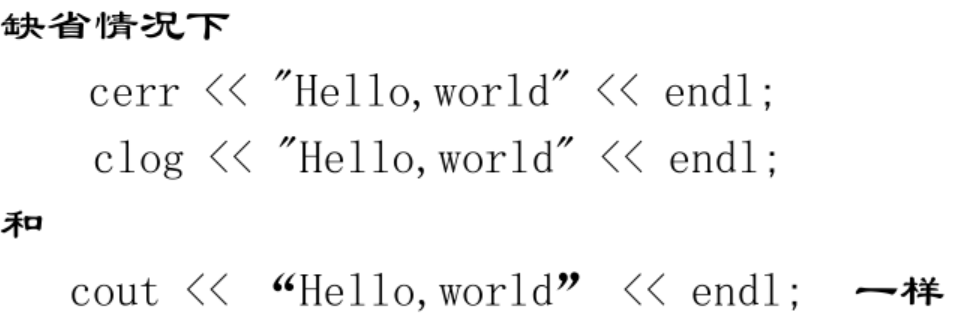 缺省情况下
cerr << "Hello,world" << endl;
clog << "Hello,world" << endl;
和
cout << “Hello,world” << endl; 一样